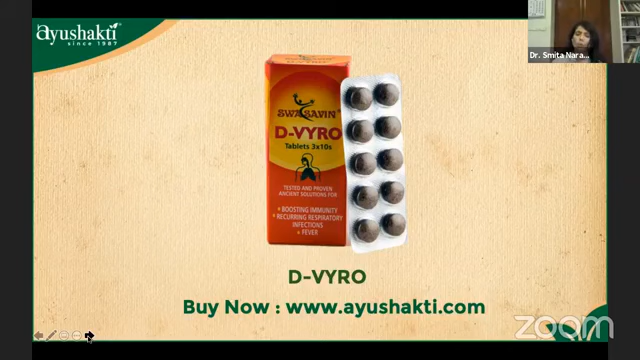 ayushakti
since 1987
Dr. Smita Nara...
SWASAVIN
D-VYRO
Tablets 3x10s
TESTED AND PROVEN
ANCIENT SOLUTIONS FOR
• BOOSTING IMMUNITY
• RECURRING RESPIRATORY
INFECTIONS
• FEVER
D-VYRO
Buy Now : www.ayushakti.com
zoom